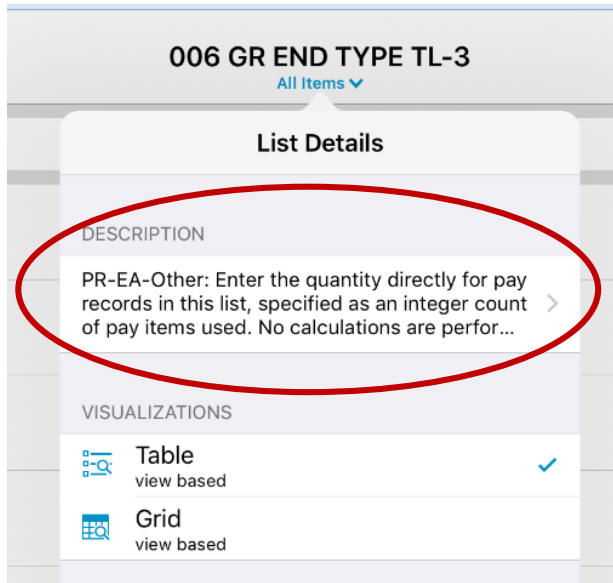 006 GR END TYPE TL-3
All Items
List Details
DESCRIPTION
PR-EA-Other: Enter the quantity directly for pay
records in this list, specified as an integer count
of pay items used. No calculations are perfor...
VISUALIZATIONS
Table
view based
Grid
view based